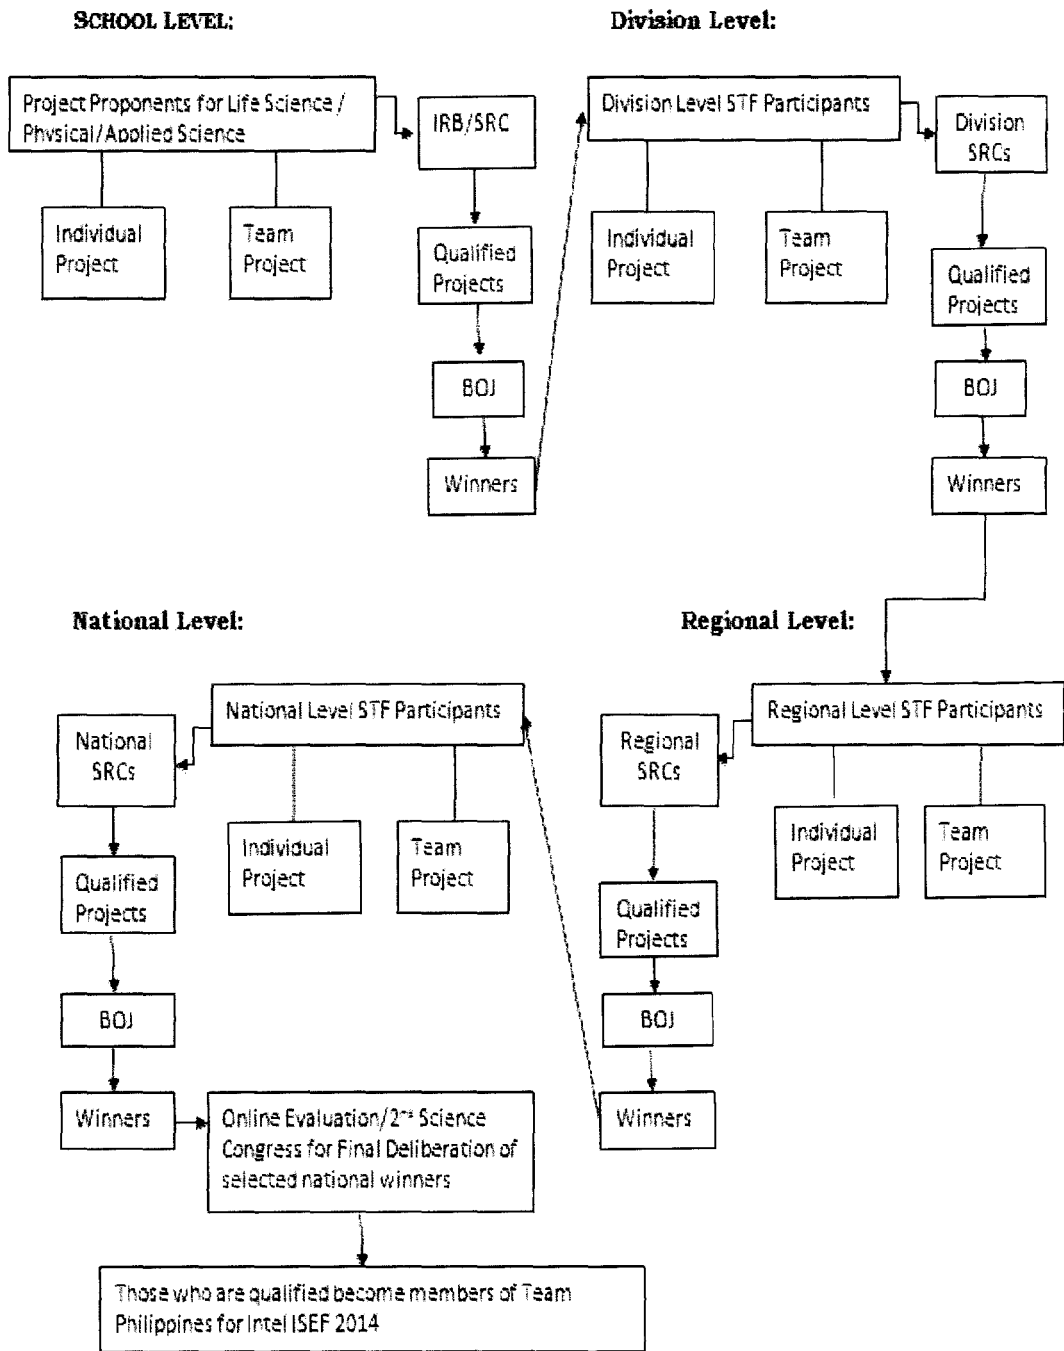 SCHOOL LEVEL:
Project Proponents for Life Science /
Physical/Applied Science
IRB/SRC
Individual
Project
Team
Project
Qualified
Projects
BOJ
Winners
Division Level:
Division Level STF Participants
Division
SRCs
Individual
Project
Team
Project
Qualified
Projects
BOJ
Winners
Regional Level:
Regional Level STF Participants
Regional
SRCs
Individual
Project
Team
Project
Qualified
Projects
BOJ
Winners
National Level:
National Level STF Participants
National
SRCs
Individual
Project
Team
Project
Qualified
Projects
BOJ
Winners
Online Evaluation/2nd Science
Congress for Final Deliberation of
selected national winners
Those who are qualified become members of Team
Philippines for Intel ISEF 2014